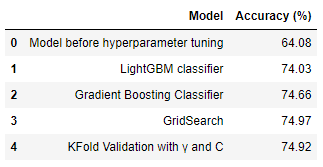 Model Accuracy (%)
0 Model before hyperparameter tuning 64.08
1 LightGBM classifier 74.03
2 Gradient Boosting Classifier 74.66
3 GridSearch 74.97
4 KFold Validation with γ and C 74.92